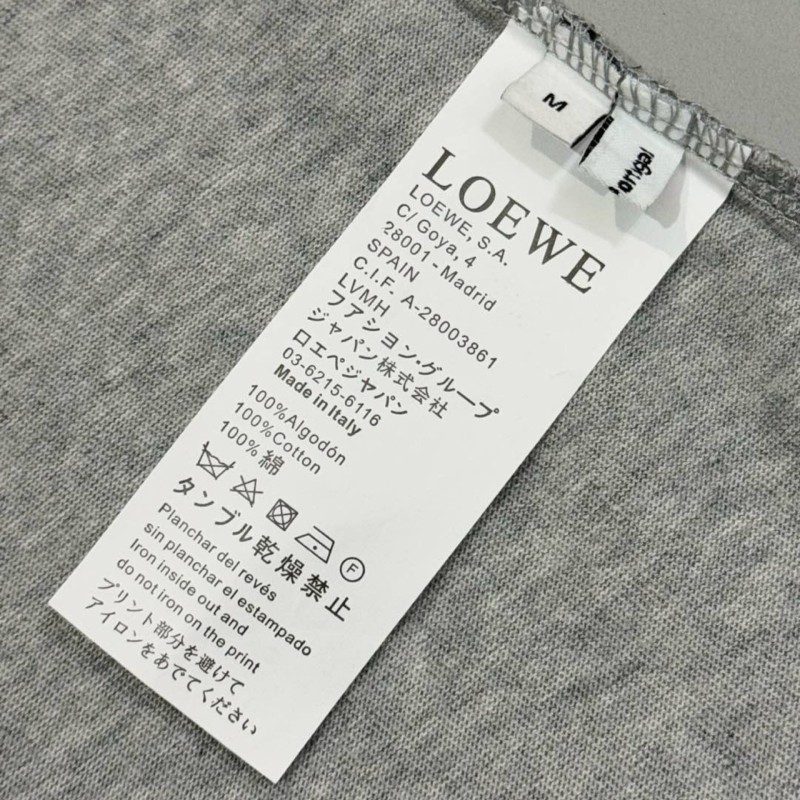 M
LOEWE
LOEWE, S.A.
C/ Goya, 4
28001 - Madrid
SPAIN
C.I.F. A-28003861
LVMH
ファション・グループ
ジャパン株式会社
ロエベジャパン
03-6215-6116
Made in Italy
100%Algodón
100%Cotton
100% 綿
F
タンブル乾燥禁止
Planchar del revés
sin planchar el estampado
Iron inside out and
do not iron on the print
プリント部分を避けて
アイロンをあでてください